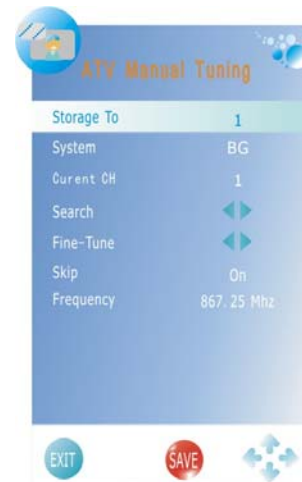 ATV Manual Tuning
Storage To 1
System BG
Curent CH 1
Search
Fine-Tune
Skip On
Frequency 867.25 Mhz
EXIT SAVE